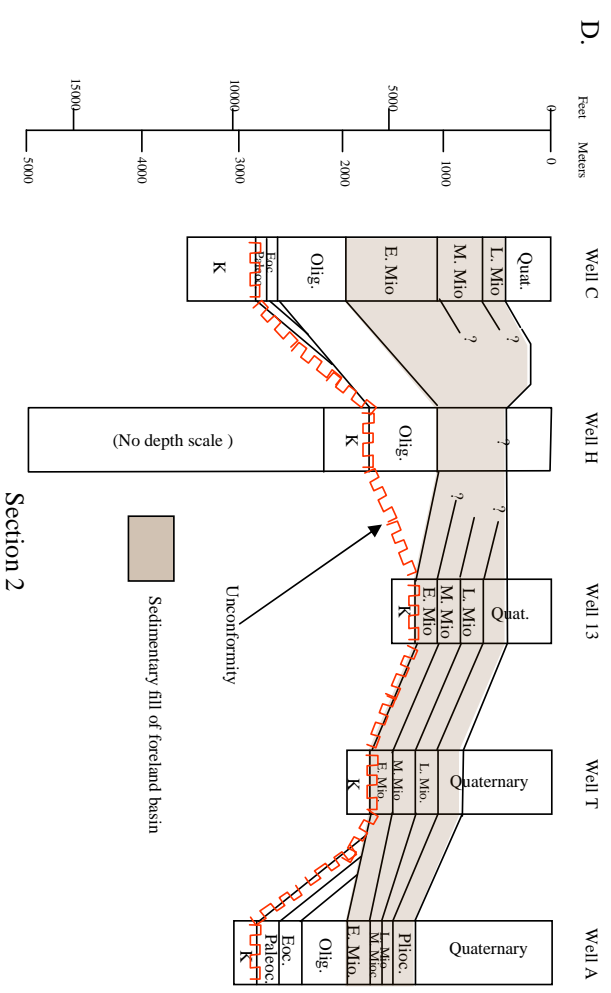 D.
Feet
Meters
0
5000
10000
15000
0
1000
2000
3000
4000
5000
Well C
Quat.
L. Mio
M. Mio
E. Mio
Olig.
Eoc.
Paleoc.
K
?
?
Well H
?
Olig.
K
(No depth scale )
?
?
Well 13
Quat.
L. Mio
M. Mio
E. Mio
K
Well T
Quaternary
L. Mio.
M. Mio.
E. Mio.
K
Well A
Quaternary
Plioc.
L. Mio
M. Mioc
E. Mio.
Olig.
Eoc.
Paleoc.
K
Unconformity
Sedimentary fill of foreland basin
Section 2